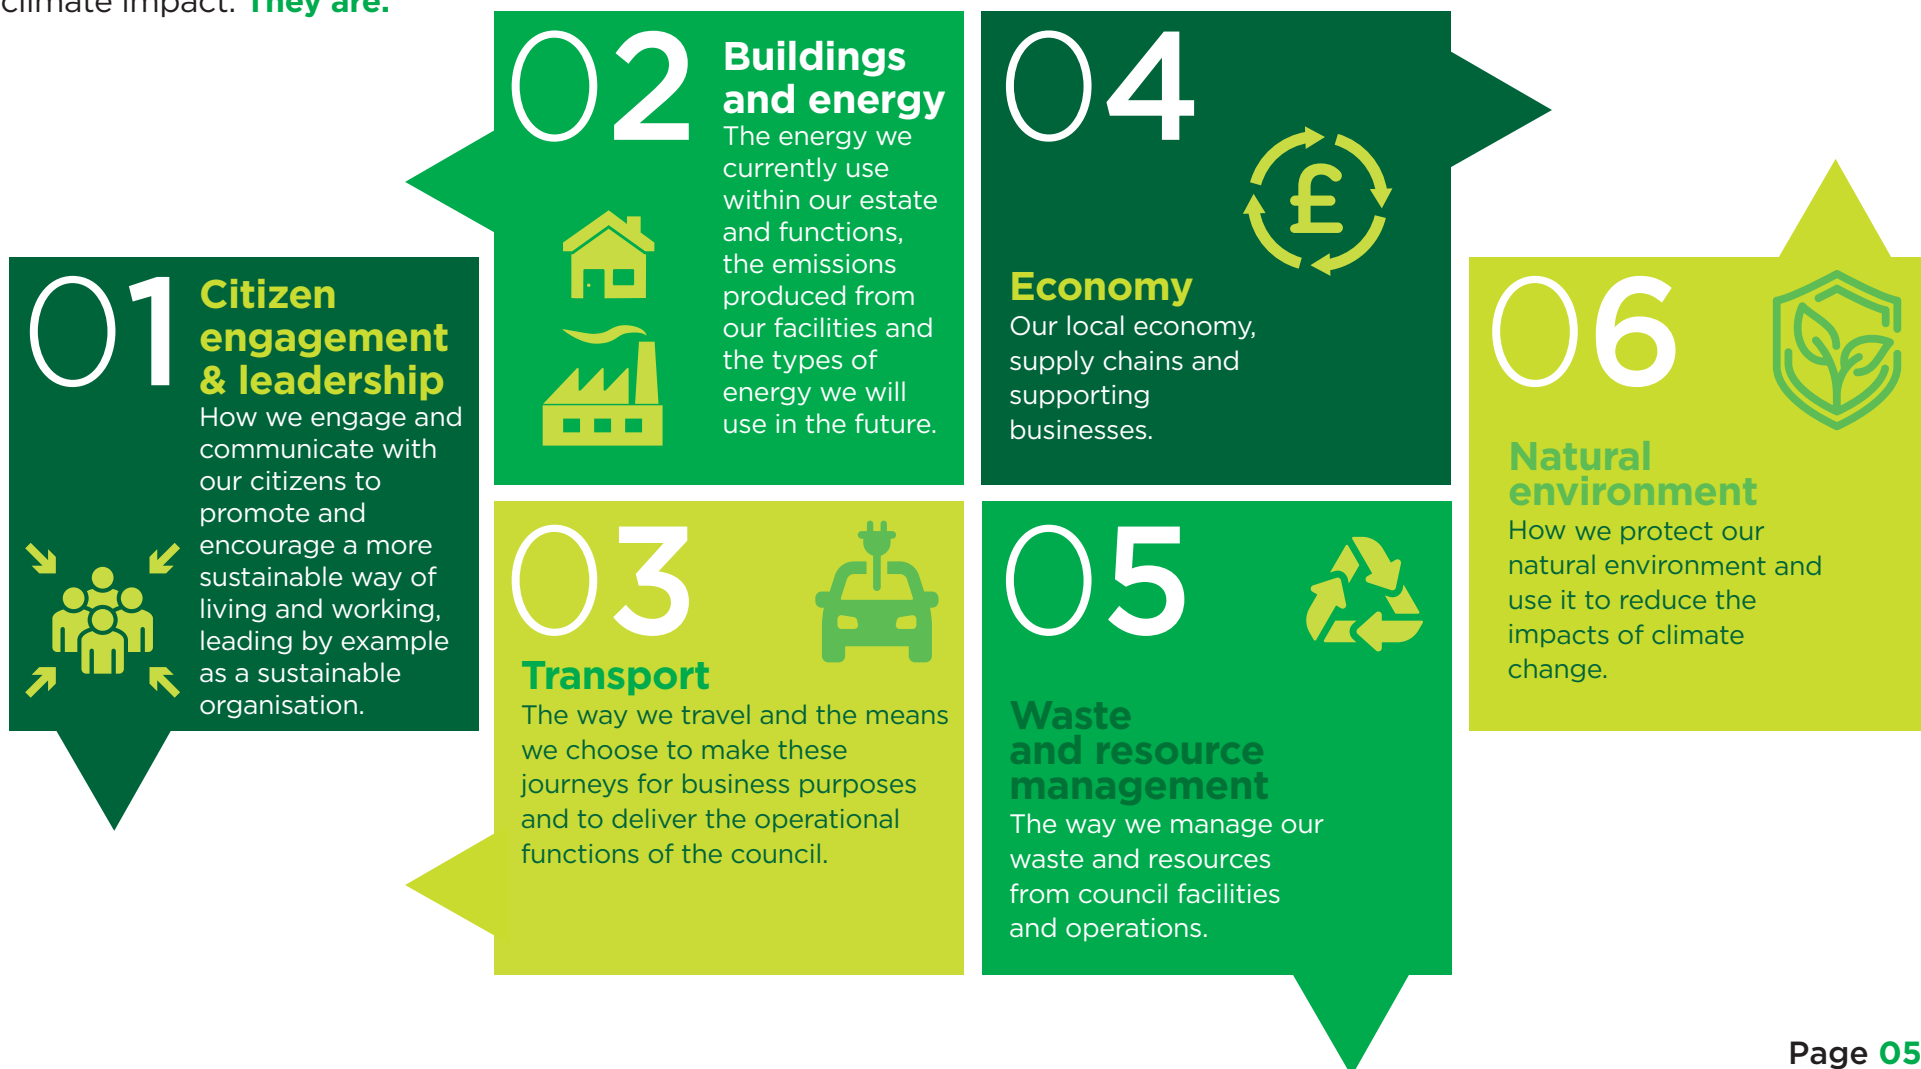 climate impact. They are.
01
Citizen
engagement
& leadership
How we engage and
communicate with
our citizens to
promote and
encourage a more
sustainable way of
living and working,
leading by example
as a sustainable
organisation.
02
Buildings
and energy
The energy we
currently use
within our estate
and functions,
the emissions
produced from
our facilities and
the types of
energy we will
use in the future.
03
Transport
The way we travel and the means
we choose to make these
journeys for business purposes
and to deliver the operational
functions of the council.
04
£
Economy
Our local economy,
supply chains and
supporting
businesses.
05
Waste
and resource
management
The way we manage our
waste and resources
from council facilities
and operations.
06
Natural
environment
How we protect our
natural environment and
use it to reduce the
impacts of climate
change.
Page 05